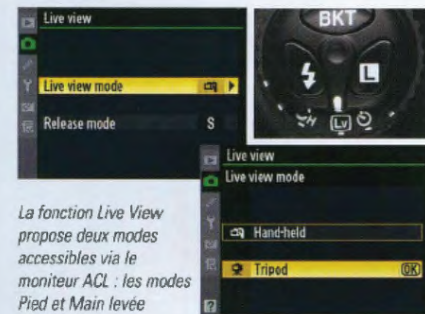 Live view
Live view mode
Release mode S
BKT
L
Lv
Live view
Live view mode
Hand-held
Tripod OK
?
La fonction Live View
propose deux modes
accessibles via le
moniteur ACL : les modes
Pied et Main levée